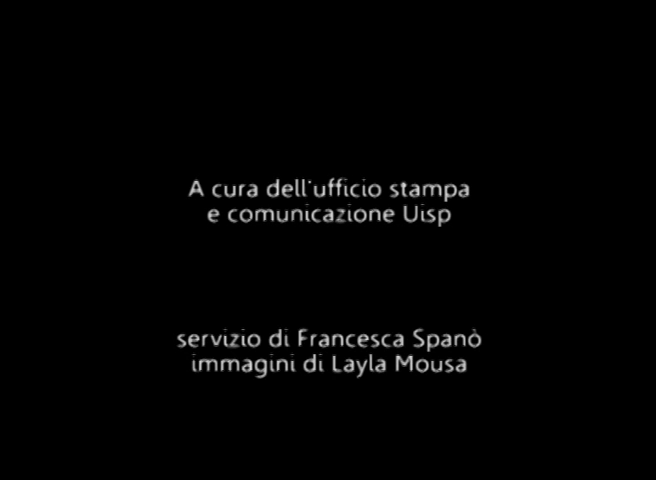 A cura dell'ufficio stampa
e comunicazione Uisp
servizio di Francesca Spanò
immagini di Layla Mousa